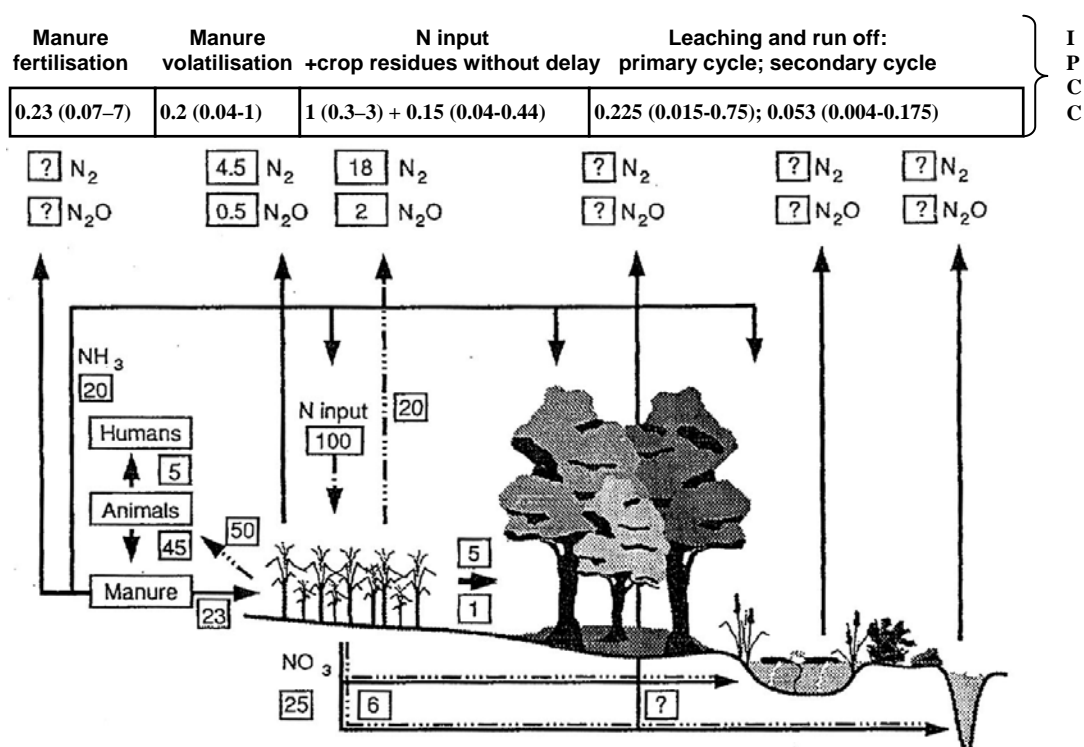 Manure fertilisation
Manure volatilisation
N input +crop residues without delay
Leaching and run off: primary cycle; secondary cycle
I P C C
0.23 (0.07–7)
0.2 (0.04-1)
1 (0.3–3) + 0.15 (0.04-0.44)
0.225 (0.015-0.75); 0.053 (0.004-0.175)
? N2
4.5 N2
18 N2
? N2
? N2
? N2
? N2O
0.5 N2O
2 N2O
? N2O
? N2O
? N2O
NH3
20
N input
100
20
Humans
5
Animals
45
50
Manure
23
5
1
NO3
25
6
?